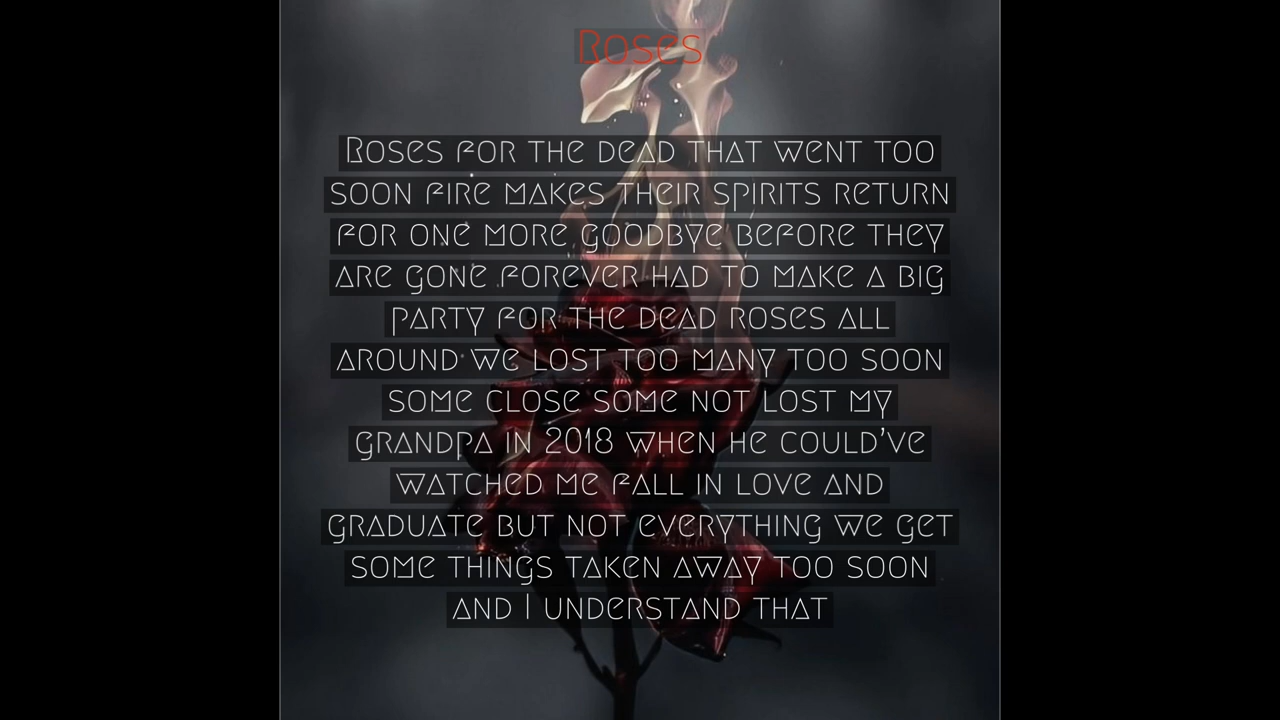 Roses
Roses for the dead that went too
soon fire makes their spirits return
for one more goodbye before they
are gone forever had to make a big
party for the dead roses all
around we lost too many too soon
some close some not lost my
grandpa in 2018 when he could've
watched me fall in love and
graduate but not everything we get
some things taken away too soon
and I understand that